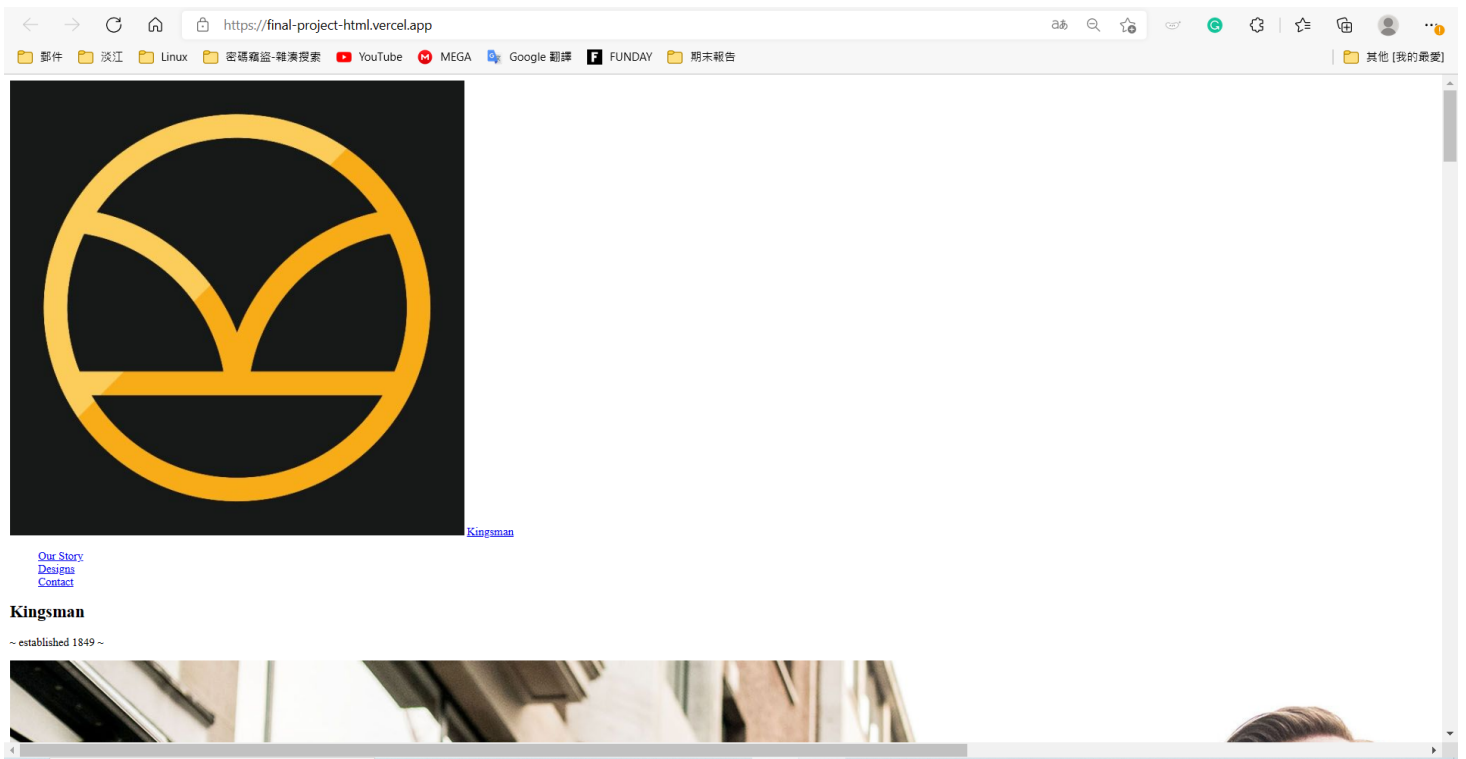 https://final-project-html.vercel.app
郵件 淡江 Linux 密碼竊盜-雜湊搜索 YouTube MEGA Google 翻譯 FUNDAY 期末報告 其他 [我的最愛]
Kingsman
Our Story
Designs
Contact
Kingsman
~ established 1849 ~